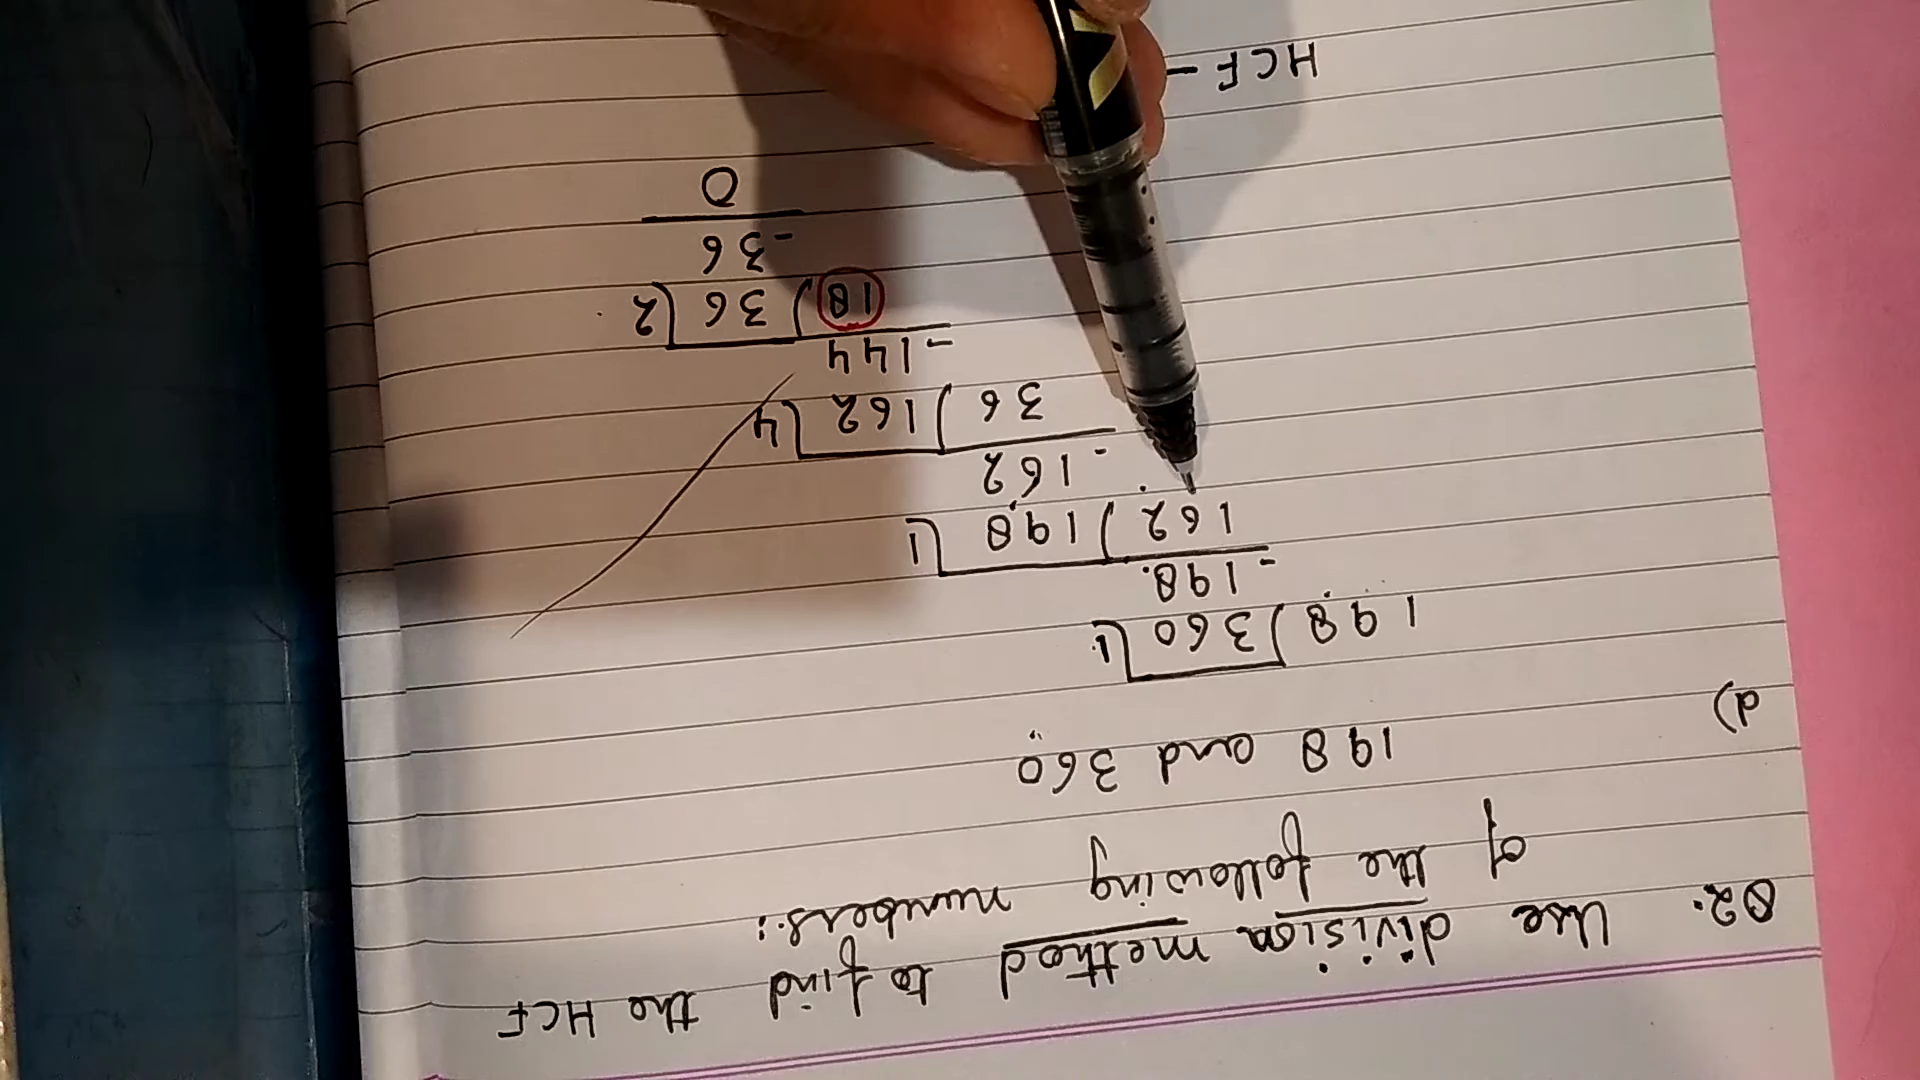 Q2. Use division method to find the HCF
of the following numbers:
d)
198 and 360
198) 360 (1
-198
162) 198 (1
-162
36) 162 (4
-144
18) 36 (2
-36
0
HCF -